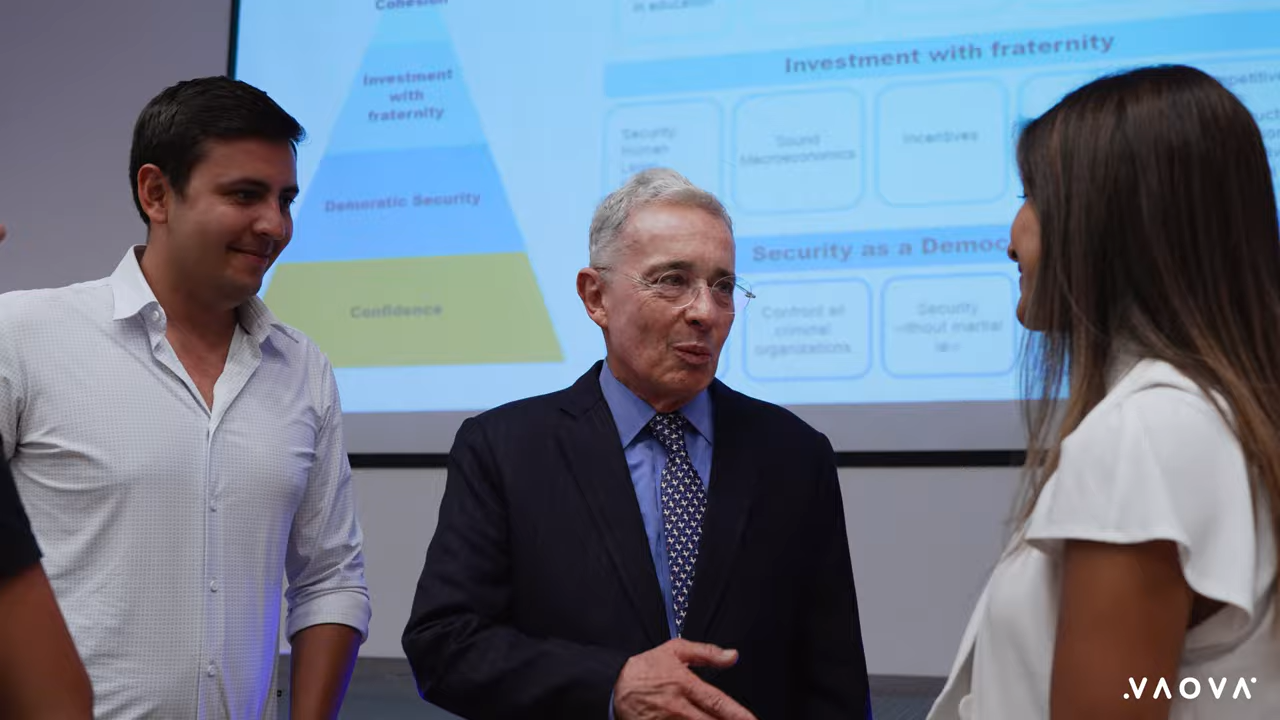 Cohesion
in education
Investment
with
fraternity
Investment with fraternity
Security
Human
Sound
Macroeconomics
Incentives
Democratic Security
Security as a Democ
Confidence
Confront all
criminal
organizations
Security
without martial
law
.VAOVA.